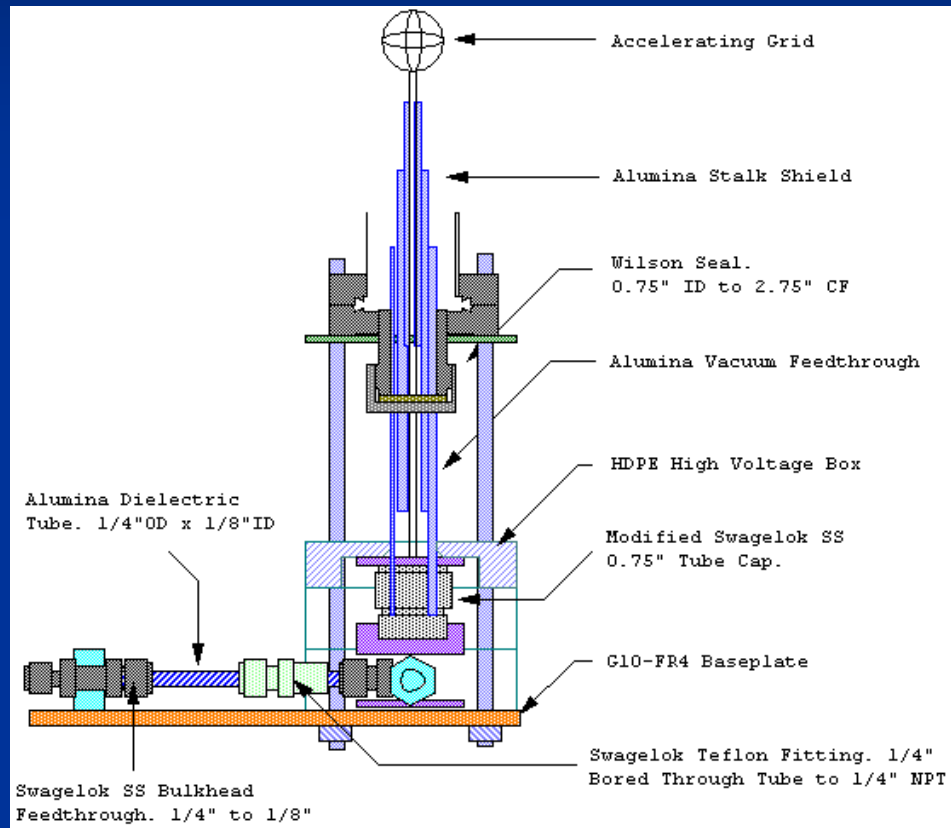 Accelerating Grid
Alumina Stalk Shield
Wilson Seal.
0.75" ID to 2.75" CF
Alumina Vacuum Feedthrough
HDPE High Voltage Box
Alumina Dielectric
Tube. 1/4"OD x 1/8"ID
Modified Swagelok SS
0.75" Tube Cap.
G10-FR4 Baseplate
Swagelok Teflon Fitting. 1/4"
Bored Through Tube to 1/4" NPT
Swagelok SS Bulkhead
Feedthrough. 1/4" to 1/8"